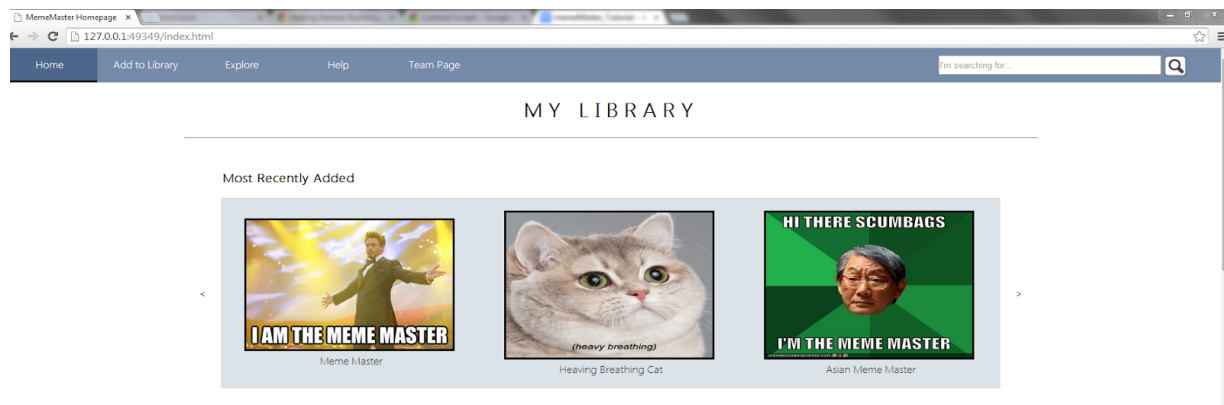 MemeMaster Homepage
127.0.0.1:49349/index.html
Home Add to Library Explore Help Team Page I'm searching for...
MY LIBRARY
Most Recently Added
I AM THE MEME MASTER
Meme Master
(heavy breathing)
Heaving Breathing Cat
HI THERE SCUMBAGS
I'M THE MEME MASTER
Asian Meme Master
< >